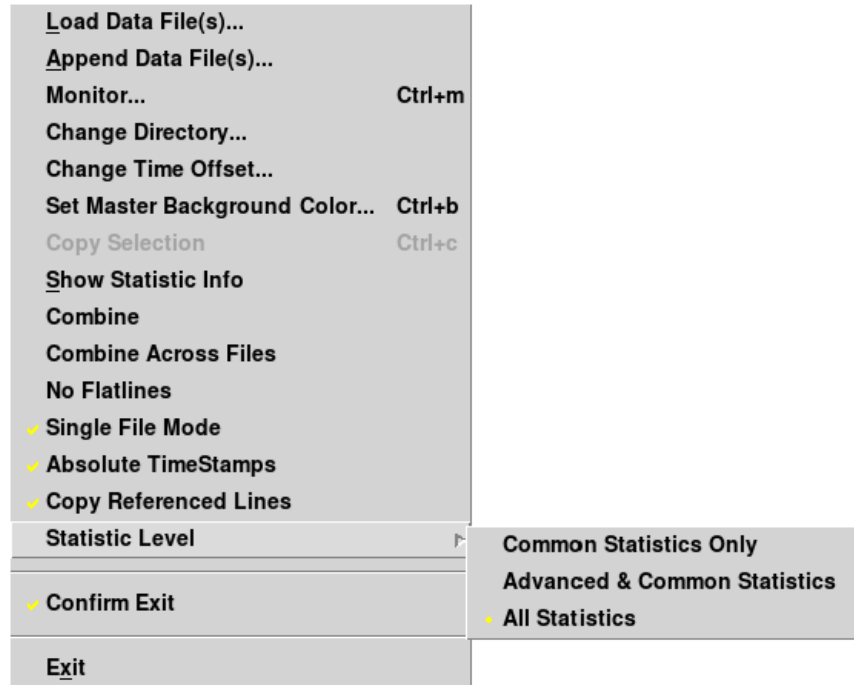 Load Data File(s)...
Append Data File(s)...
Monitor... Ctrl+m
Change Directory...
Change Time Offset...
Set Master Background Color... Ctrl+b
Copy Selection Ctrl+c
Show Statistic Info
Combine
Combine Across Files
No Flatlines
Single File Mode
Absolute TimeStamps
Copy Referenced Lines
Statistic Level
Common Statistics Only
Advanced & Common Statistics
All Statistics
Confirm Exit
Exit